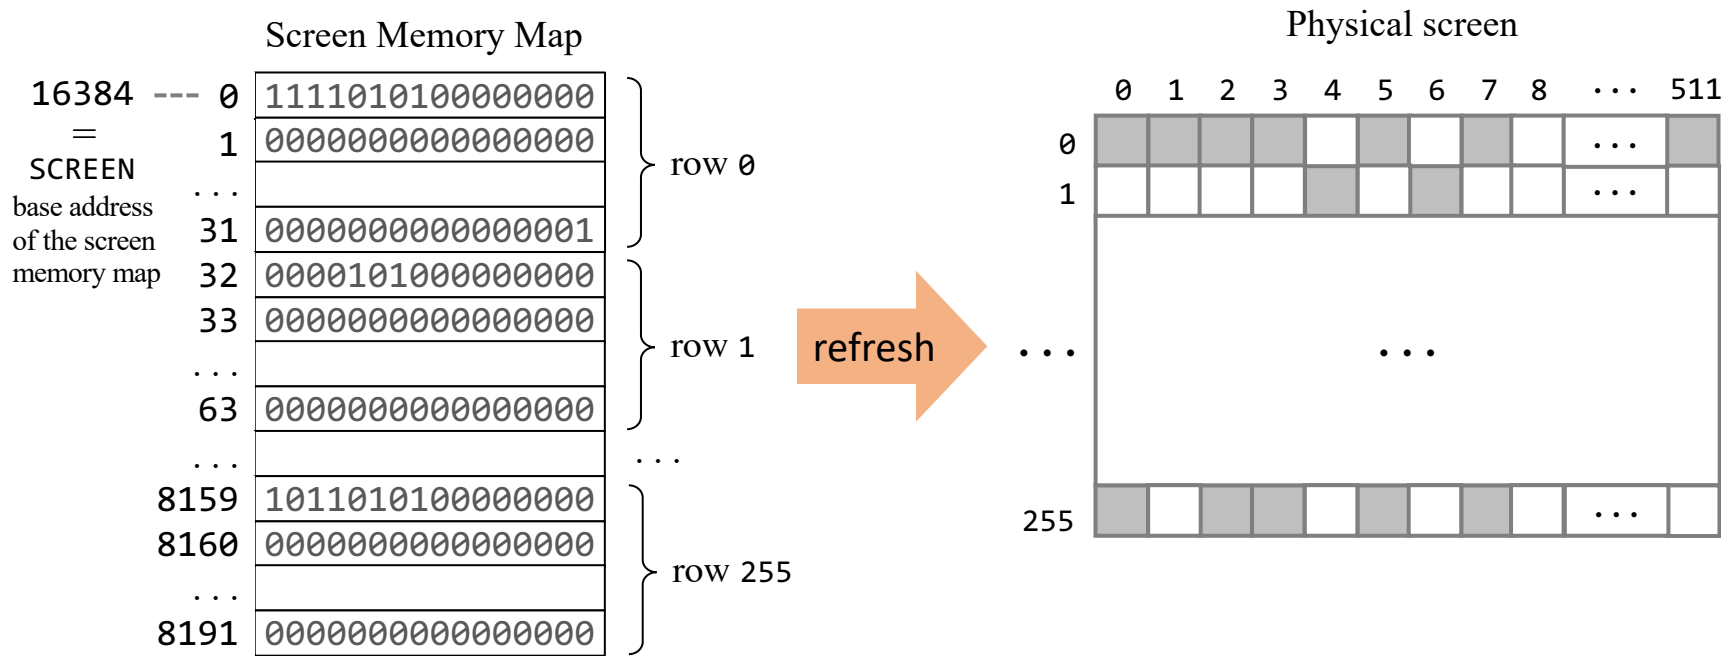 Screen Memory Map
Physical screen
16384 --- 0 1111010100000000
=
SCREEN
base address
of the screen
memory map
1 0000000000000000
...
31 0000000000000001
row 0
32 0000101000000000
33 0000000000000000
...
63 0000000000000000
row 1
...
...
8159 1011010100000000
8160 0000000000000000
...
8191 0000000000000000
row 255
refresh
0 1 2 3 4 5 6 7 8 ... 511
0 ...
1 ...
... ...
255 ...